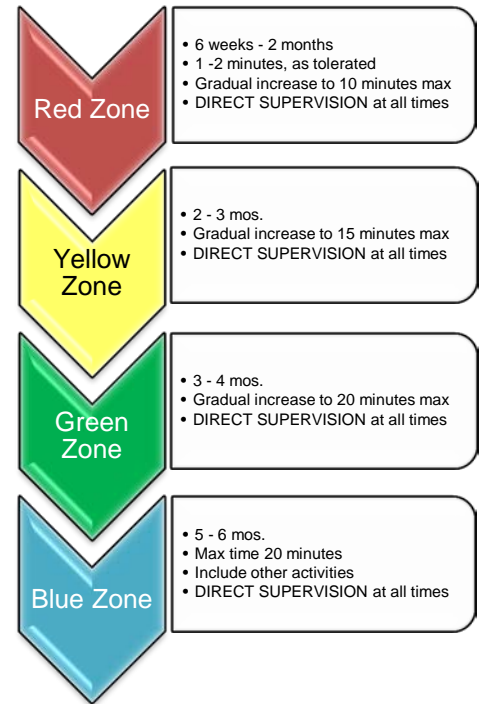 Red Zone
• 6 weeks - 2 months
• 1 -2 minutes, as tolerated
• Gradual increase to 10 minutes max
• DIRECT SUPERVISION at all times
Yellow
Zone
• 2 - 3 mos.
• Gradual increase to 15 minutes max
• DIRECT SUPERVISION at all times
Green
Zone
• 3 - 4 mos.
• Gradual increase to 20 minutes max
• DIRECT SUPERVISION at all times
Blue Zone
• 5 - 6 mos.
• Max time 20 minutes
• Include other activities
• DIRECT SUPERVISION at all times